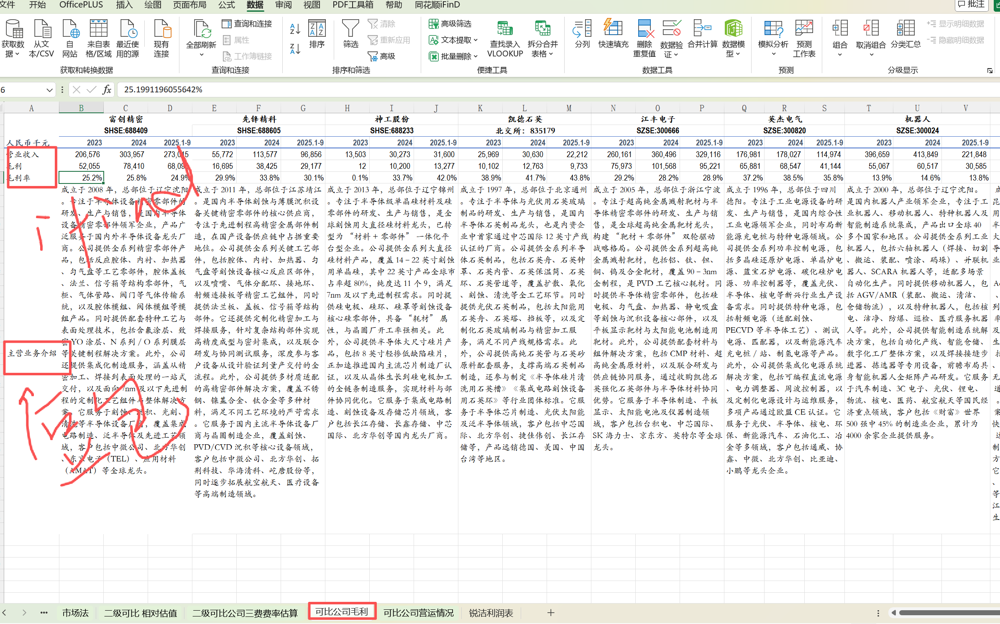 文件 开始 OfficePLUS 插入 绘图 页面布局 公式 数据 审阅 视图 PDF工具箱 帮助 同花顺iFinD 批注
获取数据 从文本/CSV 自网站 来自表格/区域 最近使用的源 现有连接
获取和转换数据
全部刷新 查询和连接 属性 工作簿链接
查询和连接
排序 筛选 清除 重新应用 高级
排序和筛选
高级筛选 文本提取 批量删除 查找录入VLOOKUP 拆分合并表格
便捷工具
分列 快速填充 删除重复值 数据验证 合并计算 数据模型
数据工具
模拟分析 预测工作表
预测
组合 取消组合 分类汇总 显示明细数据 隐藏明细数据
分级显示
6 fx 25.1991196055642%
A B C D E F G H I J K L M N O P Q R S T U V
富创精密 先锋精科 神工股份 凯德石英 江丰电子 英杰电气 机器人
SHSE:688409 SHSE:688605 SHSE:688233 北交所：835179 SZSE:300666 SZSE:300820 SZSE:300024
人民币千元 2023 2024 2025.1-9 2023 2024 2025.1-9 2023 2024 2025.1-9 2023 2024 2025.1-9 2023 2024 2025.1-9 2023 2024 2025.1-9 2023 2024 2025.1-9
营业收入 206,576 303,957 273,015 55,772 113,577 96,856 13,503 30,273 31,600 25,969 30,630 22,212 260,161 360,496 329,116 176,981 178,027 114,974 396,659 413,849 221,848
毛利 52,055 78,410 16,695 38,425 29,177 12 10,200 13,277 10,102 12,763 9,733 75,973 101,568 95,221 65,881 68,547 41,144 55,067 60,517 30,585
毛利率 25.2% 25.8% 24.9% 29.9% 33.8% 30.1% 0.1% 33.7% 42.0% 38.9% 41.7% 43.8% 29.2% 28.2% 28.9% 37.2% 38.5% 35.8% 13.9% 14.6% 13.8%
主营业务介绍
成立于 2008 年，总部位于辽宁沈阳
。专注于半导体设备精密零部件的
研发、生产与销售，是国内半导体
设备精密零部件领军企业，产品广
泛服务于国内外半导体设备龙头厂
商。公司提供全系列精密零部件产
品，包括反应腔体、内衬、加热器
、匀气盘等工艺零部件，腔体盖板
、法兰、信号箱等结构零部件，气
柜、气体管路、阀门等气体传输系
统，以及腔体模组、阀体模组等模
组产品。同时提供配套特种工艺与
表面处理技术，包括含氟涂层、致
密 YO 涂层、N 系列 / O 系列膜层
等关键制程解决方案。此外，公司
还提供集成化制造服务，涵盖从精
密加工、焊接到表面处理的一站式
交付，以及面向 7nm 及以下先进制
程的定制化工艺组件与整体解决方
案。它服务于刻蚀、沉积、光刻、
清洗等半导体设备厂商，覆盖集成
电路制造、泛半导体及先进工艺领
域，客户包括中微公司、北方华创
、东京电子（TEL）、应用材料
（AMAT）等全球龙头。
成立于 2011 年，总部位于江苏靖江
。是国内半导体刻蚀与薄膜沉积设
备关键精密零部件的核心供应商，
专注于先进制程高精密金属部件制
造，在国产设备供应链中占据重要
地位。公司提供全系列关键工艺部
件，包括腔体、内衬、加热器、匀
气盘等刻蚀设备核心反应区部件，
以及喷嘴、气体分配环、接地环、
射频连接板等精密工艺组件，同时
提供法兰板、盖板、信号箱等结构
部件。它还提供定制化精密加工与
焊接服务，针对复杂结构部件实现
高精度成型与密封集成，以及联合
研发与协同测试服务，深度参与客
户设备从设计验证到量产交付的全
流程。此外，公司提供多材质适配
的高精密部件解决方案，覆盖不锈
钢、镍基合金、钛合金等多种材
料，满足不同工艺环境的严苛需求
。它服务于国内主流半导体设备厂
商与晶圆制造企业，覆盖刻蚀、
PVD/CVD 沉积等核心设备领域，
客户包括中微公司、北方华创、拓
荆科技、华海清科、屹唐股份等，
同时逐步拓展航空航天、医疗设备
等高端制造领域。
成立于 2013 年，总部位于辽宁锦州
。专注于半导体级单晶硅材料及硅
零部件的研发、生产与销售，是全
球刻蚀用大直径硅材料龙头，已转
型为 “材料 + 零部件” 一体化平
台型企业。公司提供全系列大直径
硅材料产品，覆盖 14 – 22 英寸刻蚀
用单晶硅，其中 22 英寸产品全球市
占率超 80%，纯度达 11 个 9，满足
7nm 及以下先进制程需求。同时提
供硅电极、硅环、硅罩等刻蚀设备
核心硅零部件，具备 “耗材” 属
性，与晶圆厂开工率强相关。此
外，公司提供半导体大尺寸硅片产
品，包括 8 英寸轻掺低缺陷硅片，
正加速推进国内主流芯片制造厂认
证，以及从晶体生长到硅电极加工
的全链条制造服务，实现材料与部
件协同优化。它服务于集成电路制
造、刻蚀设备及存储芯片领域，客
户包括长江存储、长鑫存储、中芯
国际、北方华创等国内龙头厂商。
成立于 1997 年，总部位于北京通州
。专注于半导体与光伏用石英玻璃
制品的研发、生产与销售，是国内
半导体石英制品龙头，也是内资企
业中首家通过中芯国际 12 英寸产线
认证的厂商。公司提供全系列半导
体石英制品，包括石英舟、石英钟
罩、石英内管、石英保温筒、石英
环、石英管道等，覆盖扩散、氧化
、刻蚀、清洗等全工艺环节。同时
提供光伏石英制品，包括太阳能用
石英舟、石英塔、挡板等，以及定
制化石英玻璃制品与精密加工服
务，满足不同产线规格需求。此
外，公司提供高纯石英管与石英砂
原料配套服务，支撑高端石英制品
制造，还参与制定《半导体硅片清
洗用石英槽》《集成电路刻蚀设备
用石英环》等行业团体标准。它服
务于半导体芯片制造、光伏太阳能
及泛半导体领域，客户包括中芯国
际、北方华创、捷佳伟创、长江存
储等，产品远销德国、美国、中国
台湾等地区。
成立于 2005 年，总部位于浙江宁波
。专注于超高纯金属溅射靶材与半
导体精密零部件的研发、生产与销
售，是全球超高纯金属靶材龙头，
构建 “靶材 + 零部件” 双轮驱动
战略格局。公司提供全系列超高纯
金属溅射靶材，包括铝、钛、钽、
铜、钨及合金靶材，覆盖 90 – 3nm
全制程，是 PVD 工艺核心耗材。同
时提供半导体精密零部件，包括硅
电极、匀气盘、加热器、静电吸盘
等刻蚀与沉积设备核心部件，以及
平板显示靶材与太阳能电池制造用
靶材。此外，公司提供配套材料与
组件解决方案，包括 CMP 材料、超
高纯金属原材料，以及联合研发与
供应链协同服务，通过收购凯德石
英强化石英部件与半导体材料协同
优势。它服务于半导体制造、平板
显示、太阳能电池及仪器制造领
域，客户包括台积电、中芯国际、
SK 海力士、京东方、英特尔等全球
龙头。
成立于 1996 年，总部位于四川
德阳。专注于工业电源设备的研
发、生产与销售，是国内综合性
工业电源领军企业，同时布局新
能源充电桩与特种电源领域。公
司提供全系列功率控制电源，包
括多晶硅还原炉电源、单晶炉电
源、蓝宝石炉电源、碳化硅炉电
源、功率控制器等，覆盖光伏、
半导体、核电等新兴行业生产设
备需求。同时提供特种电源，包
括射频电源（适配刻蚀、
PECVD 等半导体工艺）、测试
电源、匹配器，以及新能源汽车
充电桩 / 站、制氢电源等产品。
此外，公司提供集成化电源系统
解决方案，包括可编程直流电源
、电力调整器、周波控制器，以
及定制化电源设计与运维服务，
多项产品通过欧盟 CE 认证。它
服务于光伏、半导体、核电、环
保、新能源汽车、石油化工、冶
金等多领域，客户包括通威、协
鑫、中微、北方华创、比亚迪、
小鹏等龙头企业。
成立于 2000 年，总部位于辽宁沈阳。
是国内机器人产业领军企业，专注于工
业机器人、移动机器人、特种机器人及
智能制造系统集成，产品出口全球 40
多个国家和地区。公司提供全系列工业
机器人，包括六轴机器人（焊接、切割
、搬运、装配、喷涂、码垛）、并联机
器人、SCARA 机器人等，适配多场景
自动化生产。同时提供移动机器人，包
括 AGV/AMR（装配、搬运、清洁、
仓储物流），以及特种机器人，包括核
电、洁净、防爆、巡检、医疗服务机器
人等。此外，公司提供智能制造系统解
决方案，包括自动化产线、智能仓储、
数字化工厂整体方案，以及焊接接缝步
进器、拣选器等专用设备，前瞻布局具
身智能机器人全矩阵产品研发。它服务
于汽车制造、3C 电子、光伏、锂电、
物流、核电、医药、航空航天等国民经
济重点领域，客户包括《财富》世界
500 强中 45% 的制造业企业，累计为
4000 余家企业提供服务。
市场法 二级可比 相对估值 二级可比公司三费费率估算 可比公司毛利 可比公司营运情况 锐洁利润表